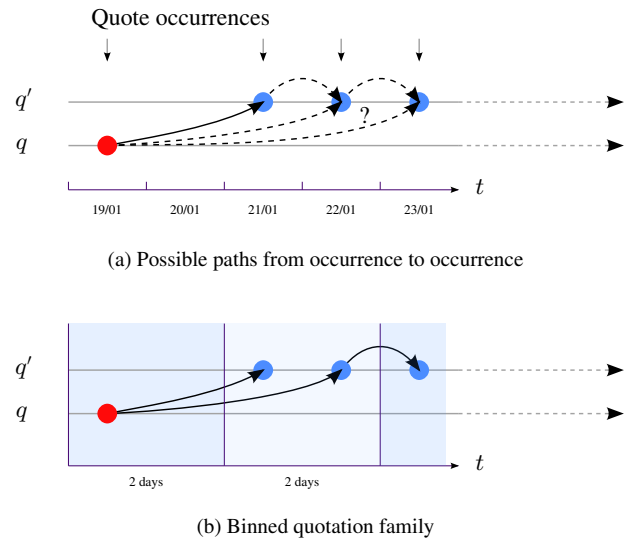 Quote occurrences
q′
?
q
t
19/01 20/01 21/01 22/01 23/01
(a) Possible paths from occurrence to occurrence
q′
q
t
2 days 2 days
(b) Binned quotation family